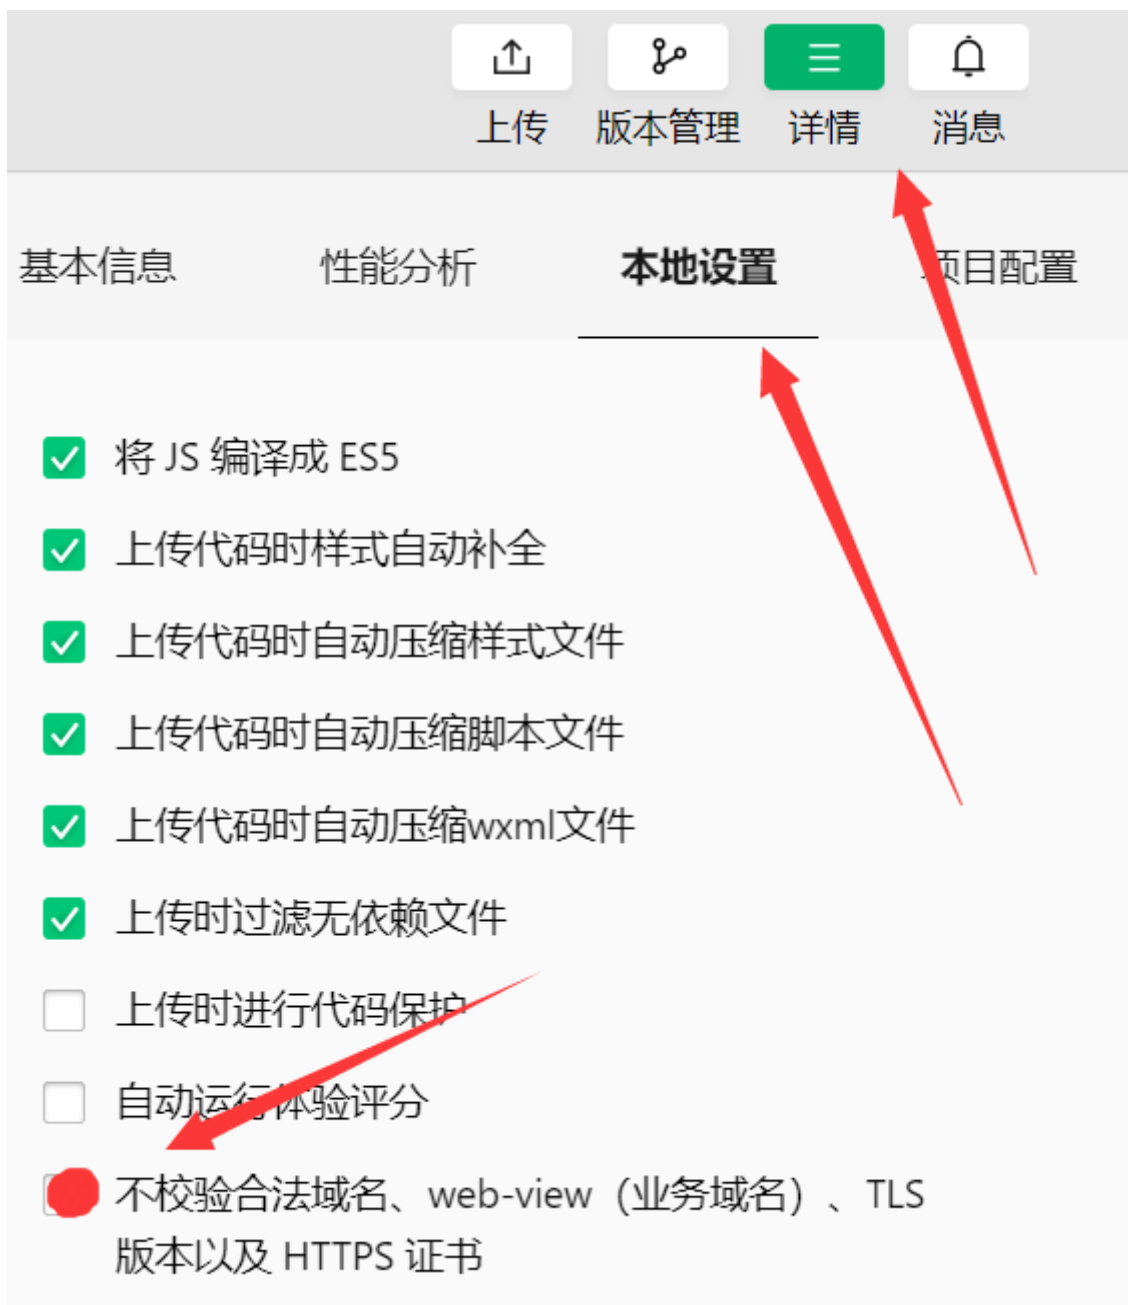 上传 版本管理 详情 消息
基本信息 性能分析 本地设置 项目配置
将 JS 编译成 ES5
上传代码时样式自动补全
上传代码时自动压缩样式文件
上传代码时自动压缩脚本文件
上传代码时自动压缩wxml文件
上传时过滤无依赖文件
上传时进行代码保护
自动运行体验评分
不校验合法域名、web-view（业务域名）、TLS
版本以及 HTTPS 证书